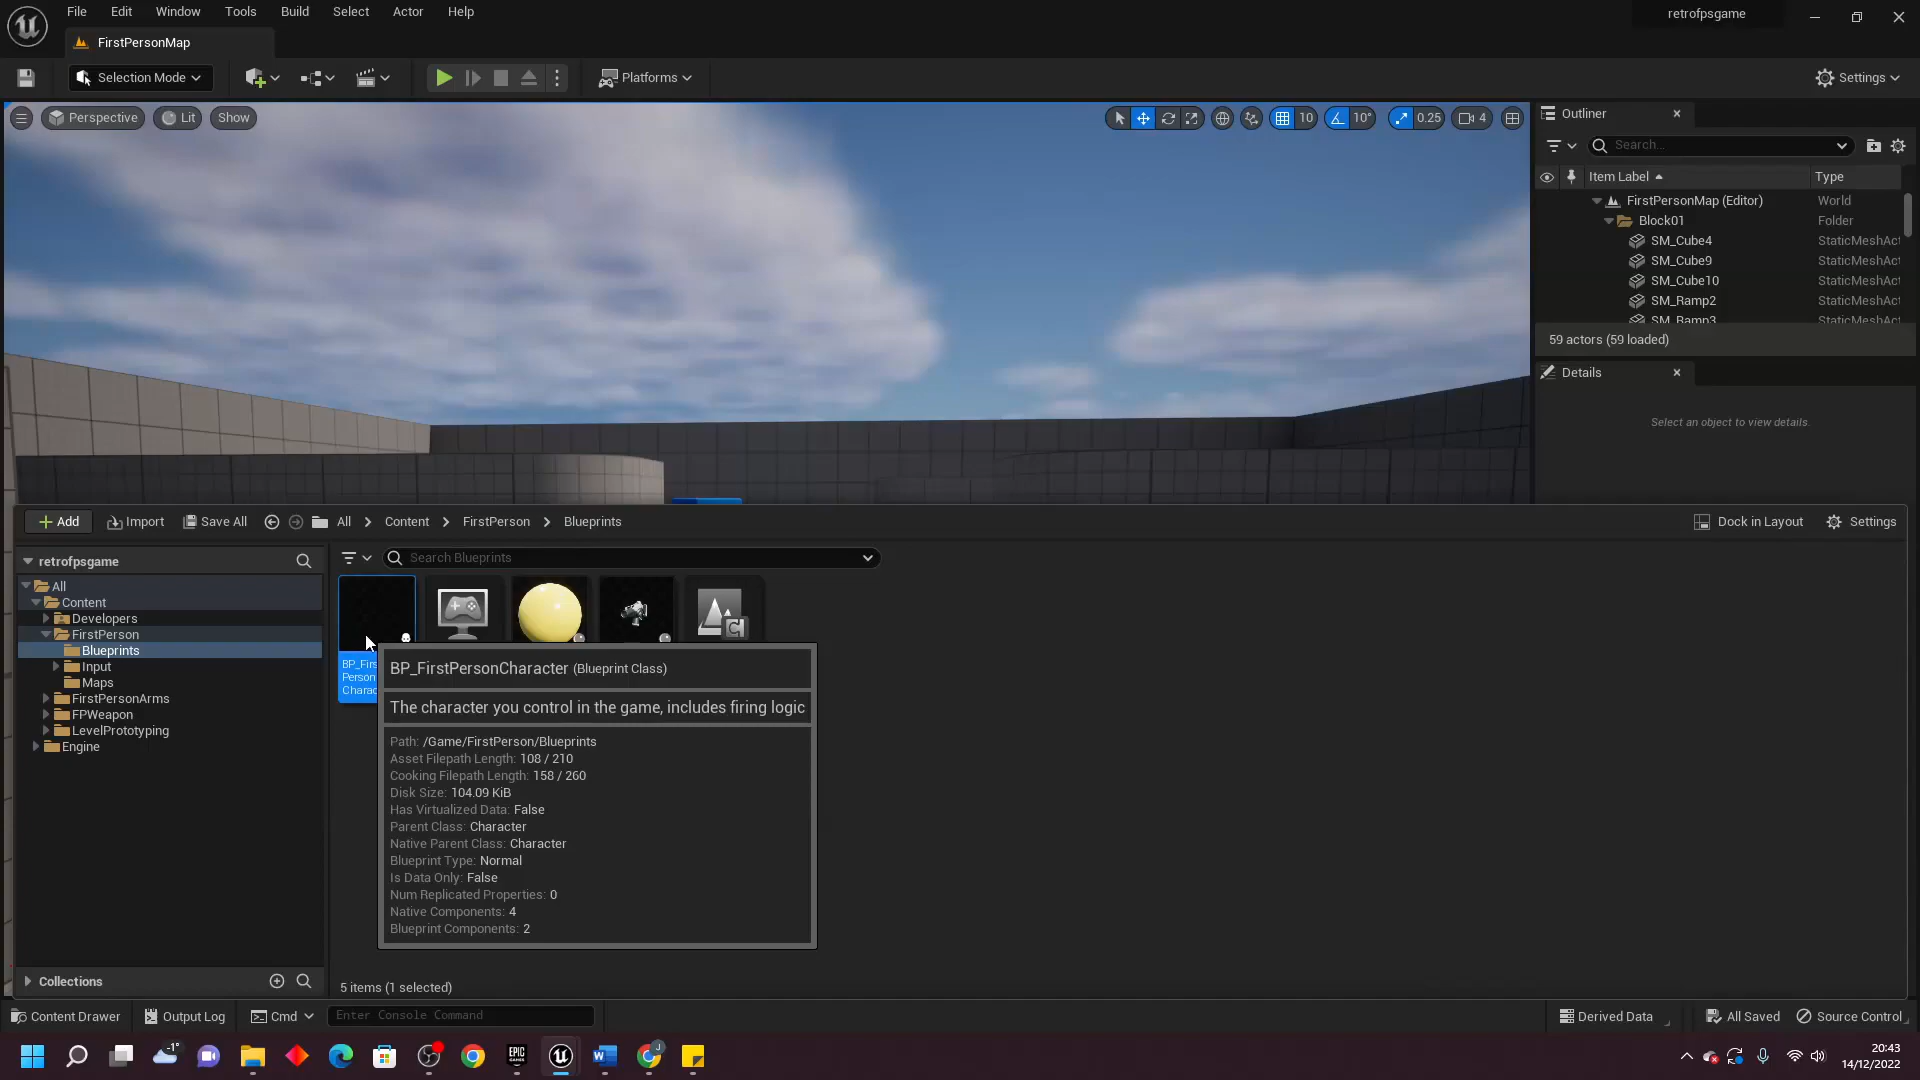 File Edit Window Tools Build Select Actor Help
retrofpsgame
FirstPersonMap
Selection Mode
Platforms
Settings
Perspective Lit Show
10 10° 0.25 4
Outliner
Search...
Item Label Type
FirstPersonMap (Editor) World
Block01 Folder
SM_Cube4 StaticMeshAct
SM_Cube9 StaticMeshAct
SM_Cube10 StaticMeshAct
SM_Ramp2 StaticMeshAct
SM_Ramp3 StaticMeshAct
59 actors (59 loaded)
Details
Select an object to view details.
Add Import Save All All Content FirstPerson Blueprints
Dock in Layout Settings
retrofpsgame
Search Blueprints
All
Content
Developers
FirstPerson
Blueprints
Input
Maps
FirstPersonArms
FPWeapon
LevelPrototyping
Engine
C
BP_Firs
Person
Charac
BP_FirstPersonCharacter (Blueprint Class)
The character you control in the game, includes firing logic
Path: /Game/FirstPerson/Blueprints
Asset Filepath Length: 108 / 210
Cooking Filepath Length: 158 / 260
Disk Size: 104.09 KiB
Has Virtualized Data: False
Parent Class: Character
Native Parent Class: Character
Blueprint Type: Normal
Is Data Only: False
Num Replicated Properties: 0
Native Components: 4
Blueprint Components: 2
Collections
5 items (1 selected)
Content Drawer Output Log Cmd Enter Console Command
Derived Data All Saved Source Control
-1°
EPIC
GAMES
W
J
20:43
14/12/2022